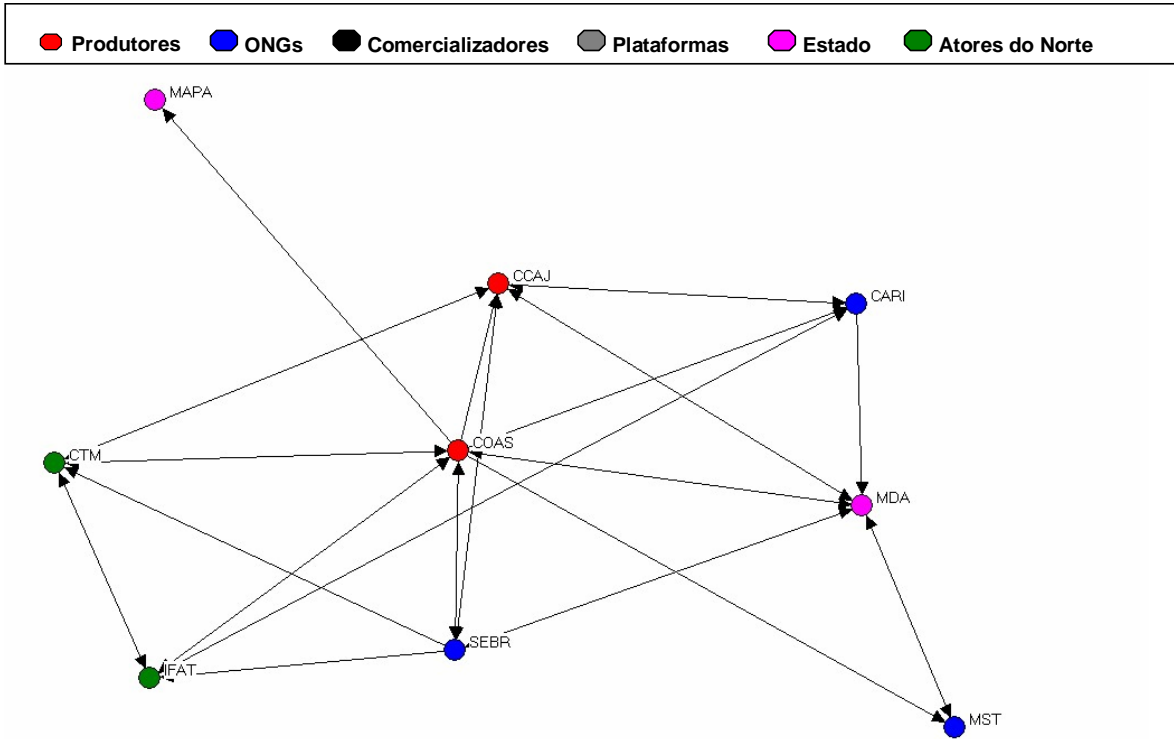 Produtores ONGs Comercializadores Plataformas Estado Atores do Norte
MAPA
CCAJ
CARI
COAS
CTM
MDA
SEBR
IFAT
MST